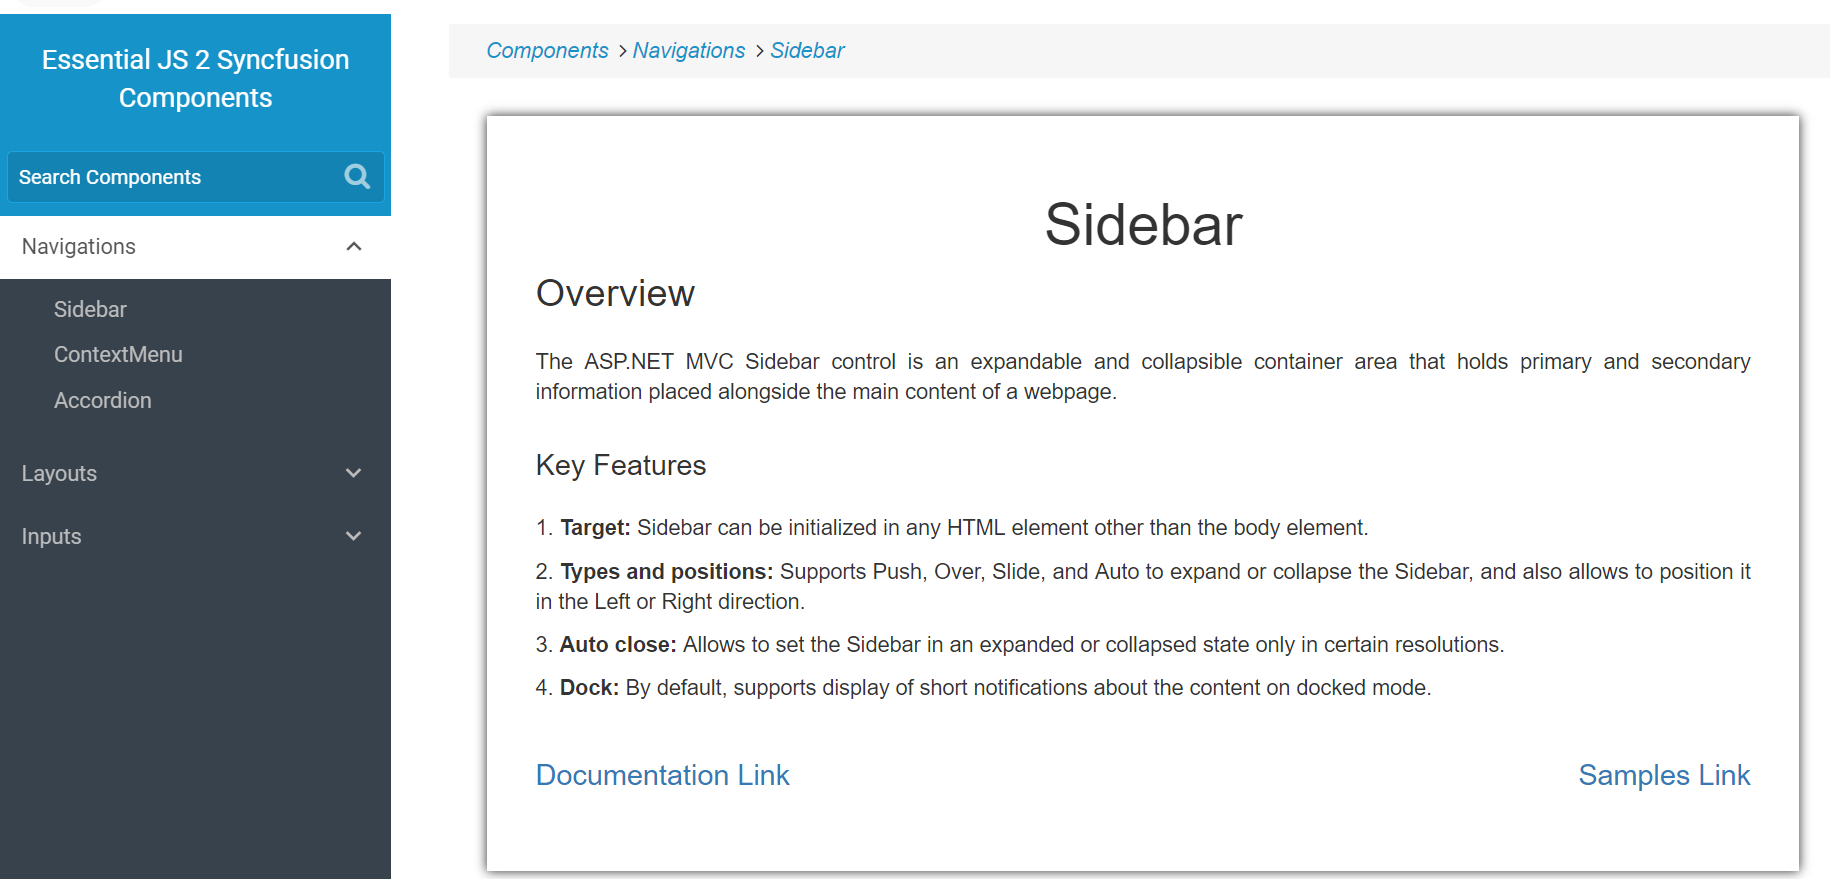 Essential JS 2 Syncfusion
Components
Search Components
Navigations
Sidebar
ContextMenu
Accordion
Layouts
Inputs
Components > Navigations > Sidebar
Sidebar
Overview
The ASP.NET MVC Sidebar control is an expandable and collapsible container area that holds primary and secondary
information placed alongside the main content of a webpage.
Key Features
1. Target: Sidebar can be initialized in any HTML element other than the body element.
2. Types and positions: Supports Push, Over, Slide, and Auto to expand or collapse the Sidebar, and also allows to position it
in the Left or Right direction.
3. Auto close: Allows to set the Sidebar in an expanded or collapsed state only in certain resolutions.
4. Dock: By default, supports display of short notifications about the content on docked mode.
Documentation Link
Samples Link